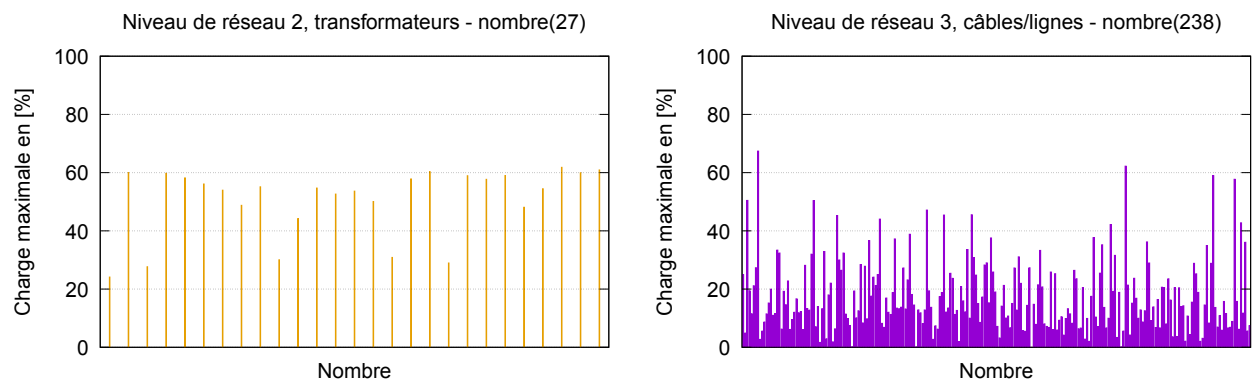 Niveau de réseau 2, transformateurs - nombre(27)
100
80
60
40
20
0
Charge maximale en [%]
Nombre
Niveau de réseau 3, câbles/lignes - nombre(238)
100
80
60
40
20
0
Charge maximale en [%]
Nombre